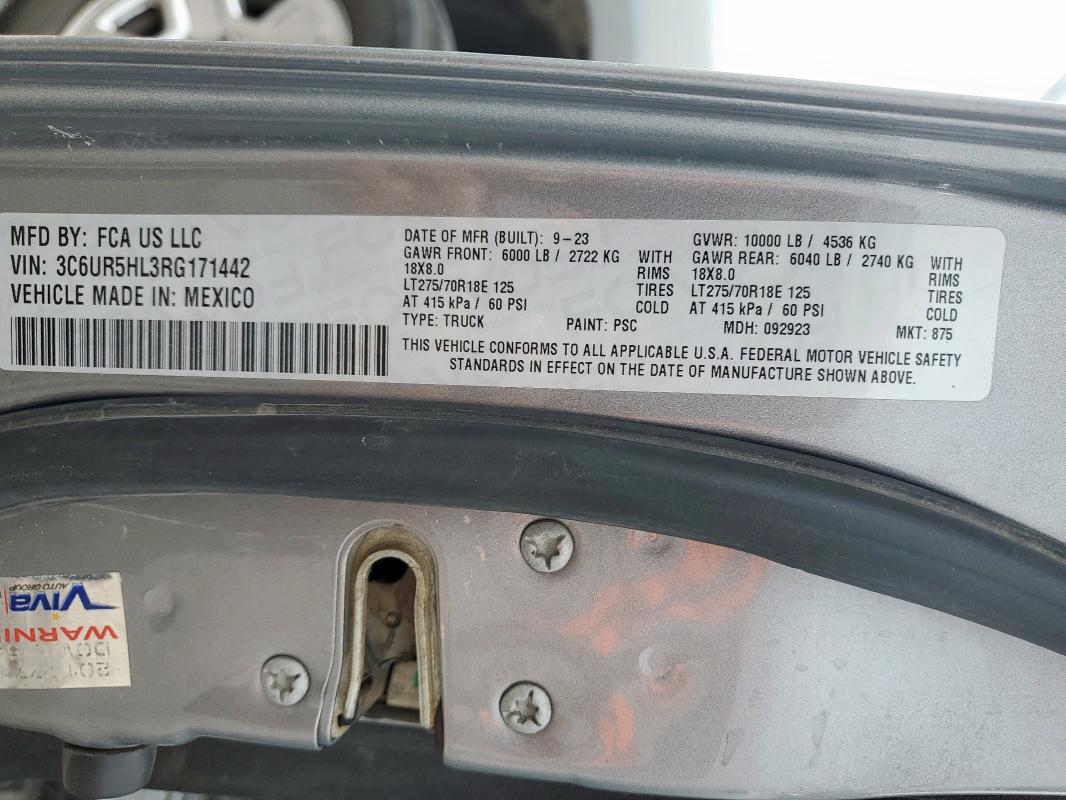 MFD BY: FCA US LLC
VIN: 3C6UR5HL3RG171442
VEHICLE MADE IN: MEXICO
DATE OF MFR (BUILT): 9-23
GAWR FRONT: 6000 LB / 2722 KG WITH
18X8.0 RIMS
LT275/70R18E 125 TIRES
AT 415 kPa / 60 PSI COLD
TYPE: TRUCK PAINT: PSC
GVWR: 10000 LB / 4536 KG
GAWR REAR: 6040 LB / 2740 KG WITH
18X8.0 RIMS
LT275/70R18E 125 TIRES
AT 415 kPa / 60 PSI COLD
MDH: 092923 MKT: 875
THIS VEHICLE CONFORMS TO ALL APPLICABLE U.S.A. FEDERAL MOTOR VEHICLE SAFETY
STANDARDS IN EFFECT ON THE DATE OF MANUFACTURE SHOWN ABOVE.
Viva
AUTO GROUP